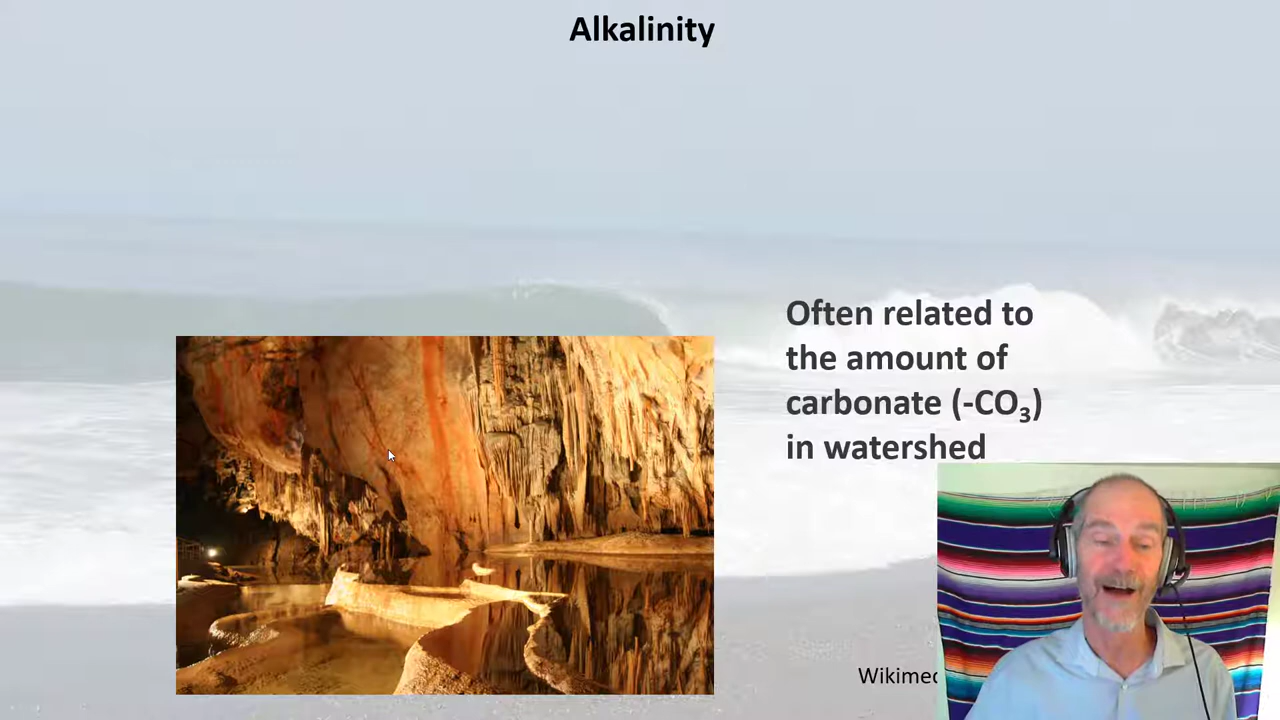 Alkalinity
Often related to
the amount of
carbonate (-CO₃)
in watershed